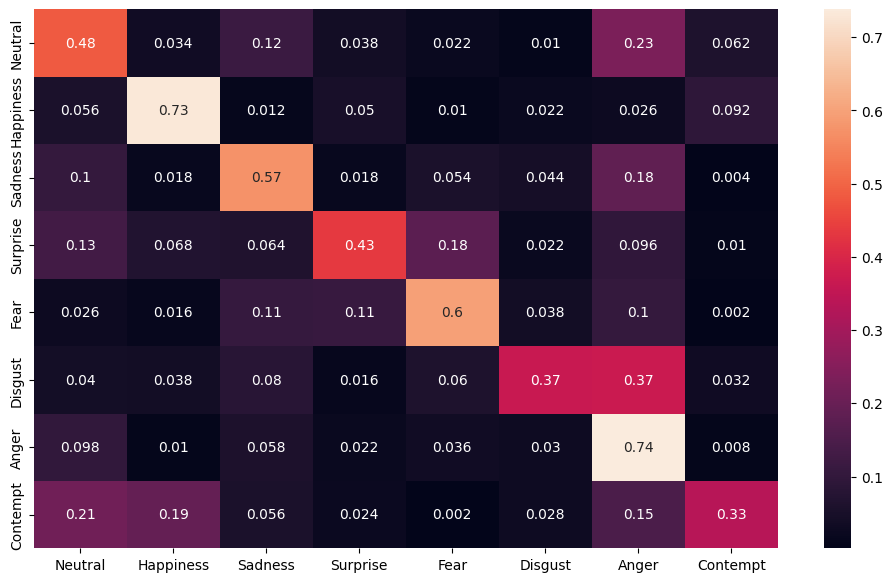 Neutral 0.48 0.034 0.12 0.038 0.022 0.01 0.23 0.062
Happiness 0.056 0.73 0.012 0.05 0.01 0.022 0.026 0.092
Sadness 0.1 0.018 0.57 0.018 0.054 0.044 0.18 0.004
Surprise 0.13 0.068 0.064 0.43 0.18 0.022 0.096 0.01
Fear 0.026 0.016 0.11 0.11 0.6 0.038 0.1 0.002
Disgust 0.04 0.038 0.08 0.016 0.06 0.37 0.37 0.032
Anger 0.098 0.01 0.058 0.022 0.036 0.03 0.74 0.008
Contempt 0.21 0.19 0.056 0.024 0.002 0.028 0.15 0.33
Neutral Happiness Sadness Surprise Fear Disgust Anger Contempt
0.7
0.6
0.5
0.4
0.3
0.2
0.1